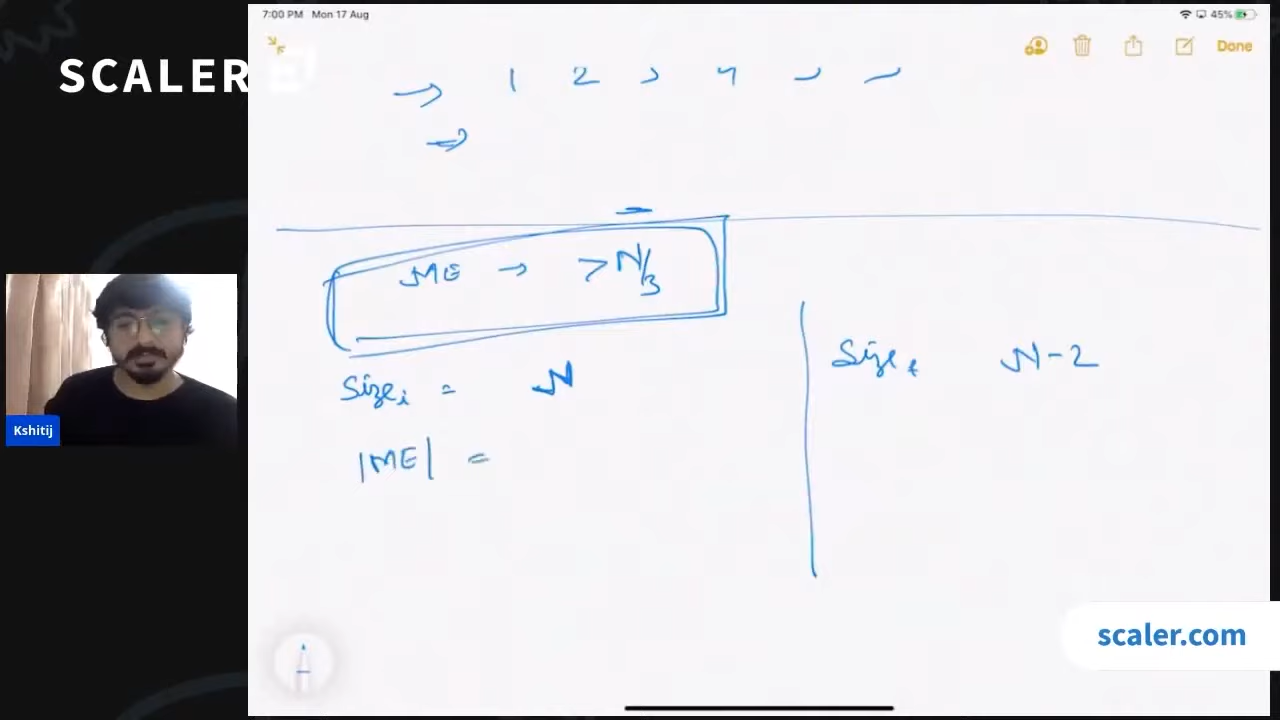 7:00 PM Mon 17 Aug
45%
SCALER
Done
→ 1 2 3 4
ME → > N/3
Size i = N
Size f N-2
|ME| =
Kshitij
scaler.com